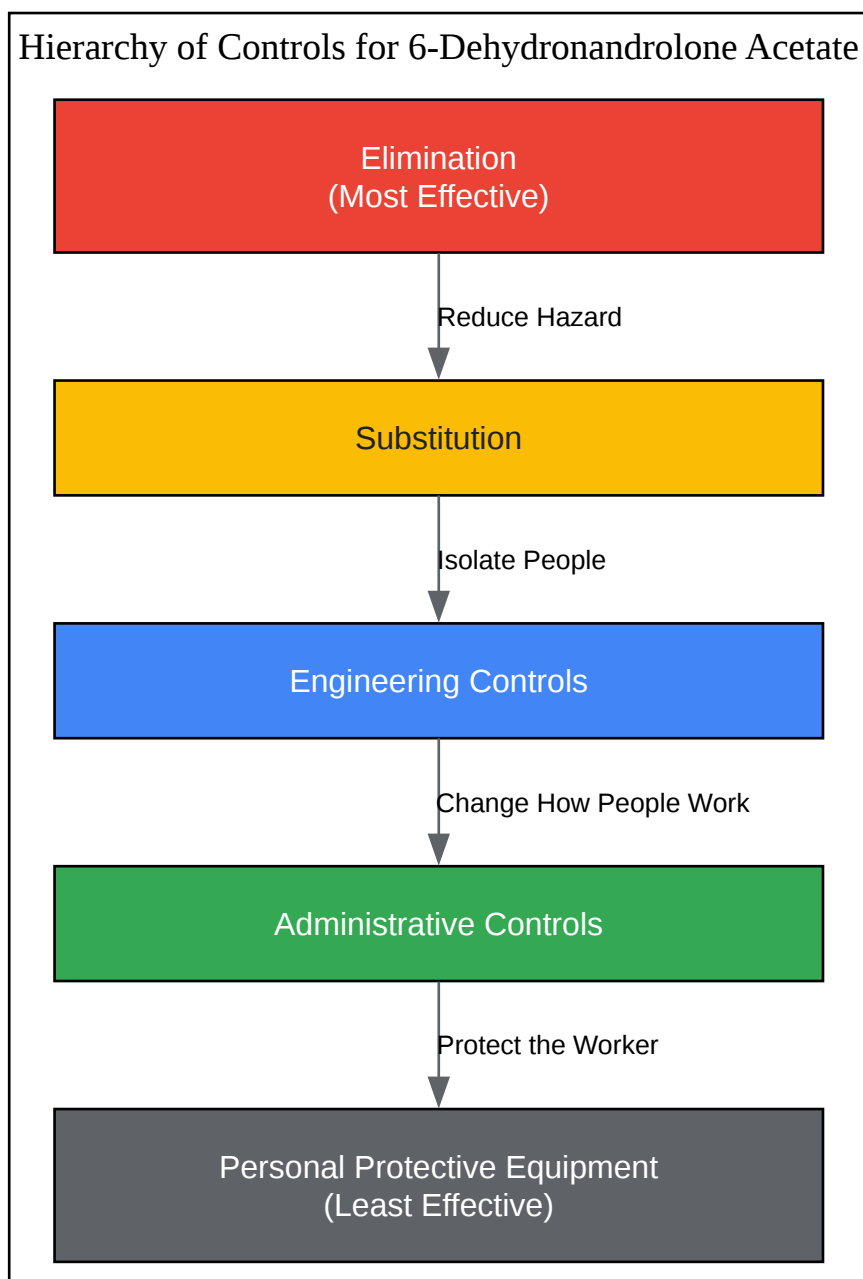 Hierarchy of Controls for 6-Dehydronandrolone Acetate
Elimination
(Most Effective)
Reduce Hazard
Substitution
Isolate People
Engineering Controls
Change How People Work
Administrative Controls
Protect the Worker
Personal Protective Equipment
(Least Effective)